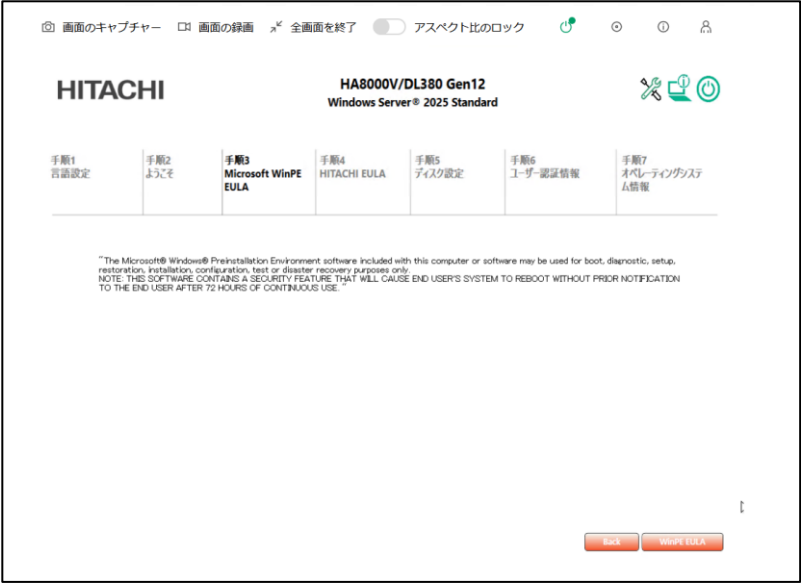 画面のキャプチャー 画面の録画 全画面を終了 アスペクト比のロック
HITACHI
HA8000V/DL380 Gen12
Windows Server® 2025 Standard
手順1
言語設定
手順2
ようこそ
手順3
Microsoft WinPE
EULA
手順4
HITACHI EULA
手順5
ディスク設定
手順6
ユーザー認証情報
手順7
オペレーティングシステ
ム情報
"The Microsoft® Windows® Preinstallation Environment software included with this computer or software may be used for boot, diagnostic, setup,
restoration, installation, configuration, test or disaster recovery purposes only.
NOTE: THIS SOFTWARE CONTAINS A SECURITY FEATURE THAT WILL CAUSE END USER'S SYSTEM TO REBOOT WITHOUT PRIOR NOTIFICATION
TO THE END USER AFTER 72 HOURS OF CONTINUOUS USE. "
Back WinPE EULA